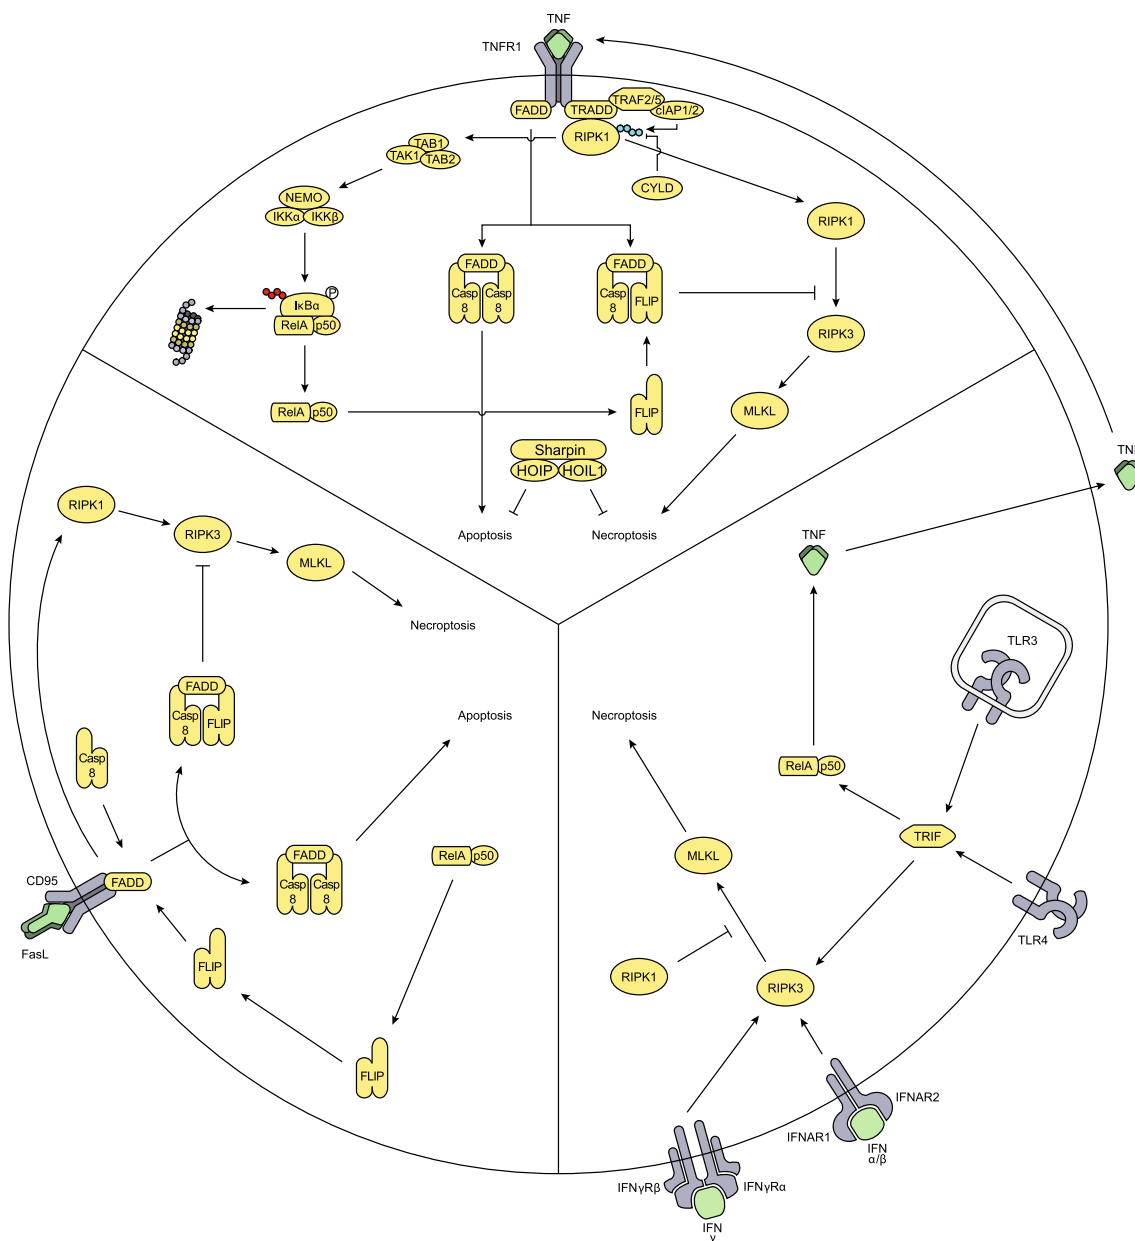 TNF
TNFR1
FADD
TRADD
TRAF2/5
cIAP1/2
RIPK1
TAB1
TAK1
TAB2
CYLD
NEMO
IKKα
IKKβ
RIPK1
FADD
Casp
8
Casp
8
FADD
Casp
8
FLIP
P
IκBα
RelA
p50
RIPK3
RelA
p50
FLIP
MLKL
Sharpin
HOIP
HOIL1
Apoptosis
Necroptosis
TNF
RIPK1
RIPK3
MLKL
Necroptosis
FADD
Casp
8
FLIP
Apoptosis
Casp
8
FADD
Casp
8
Casp
8
RelA
p50
CD95
FADD
FasL
FLIP
FLIP
TNF
TLR3
Necroptosis
RelA
p50
TRIF
MLKL
TLR4
RIPK1
RIPK3
IFNAR2
IFNAR1
IFN
α/β
IFNγRβ
IFNγRα
IFN
γ